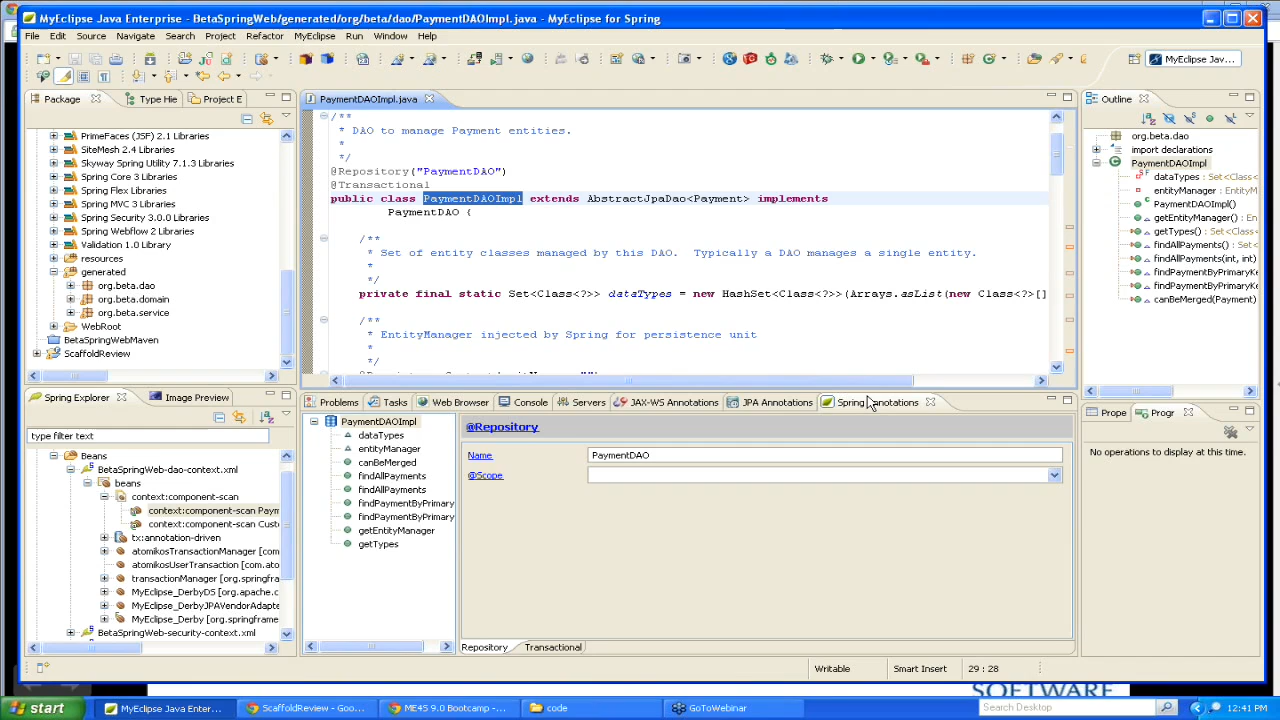 MyEclipse Java Enterprise - BetaSpringWeb/generated/org/beta/dao/PaymentDAOImpl.java - MyEclipse for Spring
File Edit Source Navigate Search Project Refactor MyEclipse Run Window Help
MyEclipse Jav...
Package
Type Hie
Project E
PrimeFaces (JSF) 2.1 Libraries
SiteMesh 2.4 Libraries
Skyway Spring Utility 7.1.3 Libraries
Spring Core 3 Libraries
Spring Flex Libraries
Spring MVC 3 Libraries
Spring Security 3.0.0 Libraries
Spring Webflow 2 Libraries
Validation 1.0 Library
resources
generated
org.beta.dao
org.beta.domain
org.beta.service
WebRoot
BetaSpringWebMaven
ScaffoldReview
PaymentDAOImpl.java
/**
* DAO to manage Payment entities.
*
*/
@Repository("PaymentDAO")
@Transactional
public class PaymentDAOImpl extends AbstractJpaDao<Payment> implements
PaymentDAO {
/**
* Set of entity classes managed by this DAO. Typically a DAO manages a single entity.
*
*/
private final static Set<Class<?>> dataTypes = new HashSet<Class<?>>(Arrays.asList(new Class<?>[]
/**
* EntityManager injected by Spring for persistence unit
*
*/
Outline
org.beta.dao
import declarations
PaymentDAOImpl
dataTypes : Set<Class
entityManager : EntityM
PaymentDAOImpl()
getEntityManager() :
getTypes() : Set<Class
findAllPayments() : Set
findAllPayments(int, int)
findPaymentByPrimaryKe
findPaymentByPrimaryKe
canBeMerged(Payment)
Spring Explorer
Image Preview
type filter text
Beans
BetaSpringWeb-dao-context.xml
beans
context:component-scan
context:component-scan Paym
context:component-scan Cust
tx:annotation-driven
atomikosTransactionManager [com
atomikosUserTransaction [com.ato
transactionManager [org.springfra
MyEclipse_DerbyDS [org.apache.c
MyEclipse_DerbyJPAVendorAdapte
MyEclipse_Derby [org.springframe
BetaSpringWeb-security-context.xml
Problems
Tasks
Web Browser
Console
Servers
JAX-WS Annotations
JPA Annotations
PaymentDAOImpl
dataTypes
entityManager
canBeMerged
findAllPayments
findAllPayments
findPaymentByPrimary
findPaymentByPrimary
getEntityManager
getTypes
@Repository
Name
PaymentDAO
@Scope
Repository
Transactional
Prope
Progr
No operations to display at this time.
Writable
Smart Insert
29 : 28
SOFTWARE
start
MyEclipse Java Enter...
ScaffoldReview - Goo...
ME4S 9.0 Bootcamp - ...
code
GoToWebinar
Search Desktop
12:41 PM